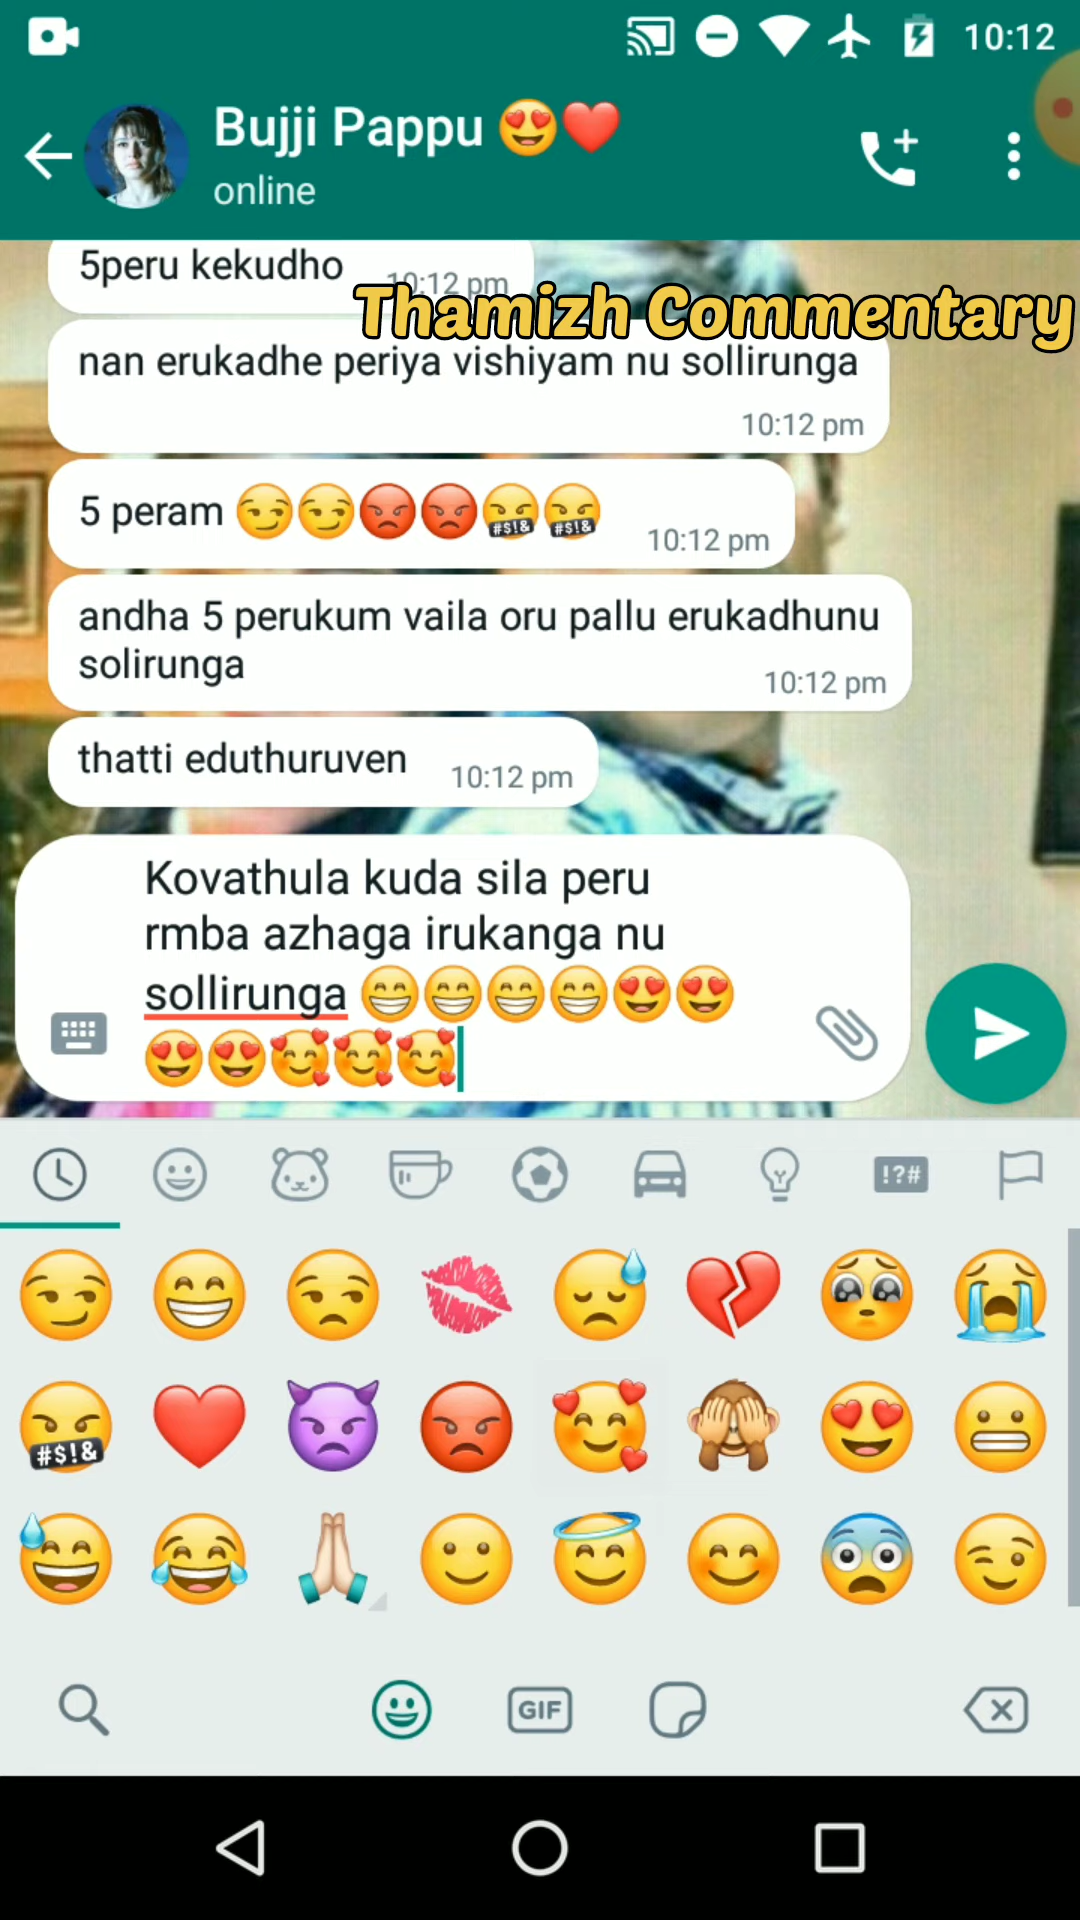 10:12
Bujji Pappu 😍❤️
online
5peru kekudho 10:12 pm
Thamizh Commentary
nan erukadhe periya vishiyam nu sollirunga
10:12 pm
5 peram 😏😏😡😡🤬🤬 10:12 pm
andha 5 perukum vaila oru pallu erukadhunu
solirunga 10:12 pm
thatti eduthuruven 10:12 pm
Kovathula kuda sila peru
rmba azhaga irukanga nu
sollirunga 😁😁😁😁😍😍
😍😍🥰🥰🥰
!?#
GIF